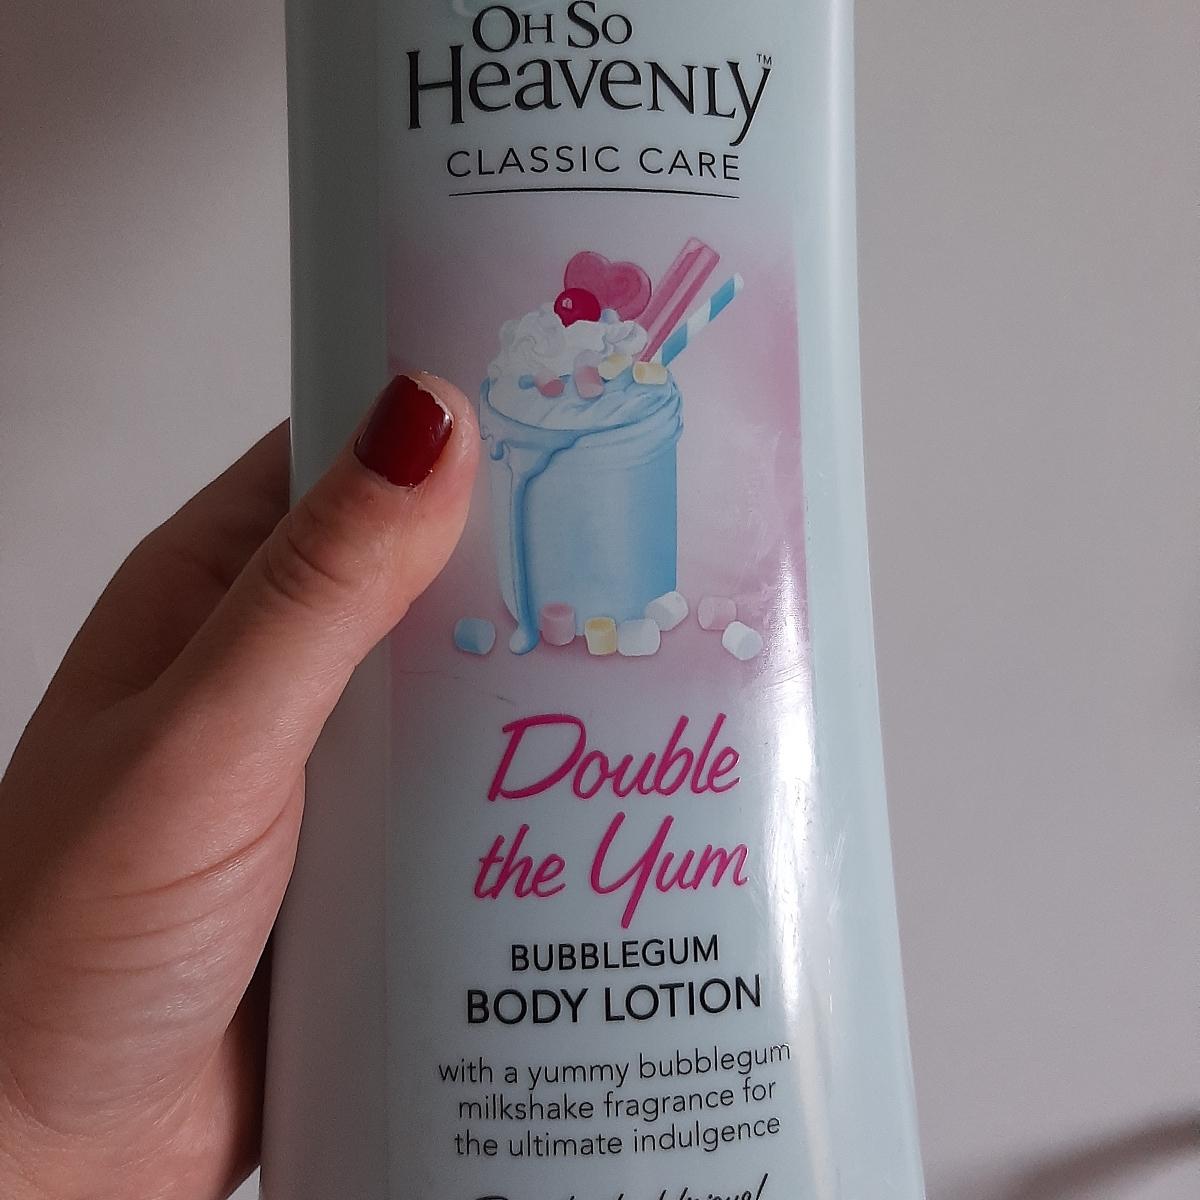 OH SO
HEAVENLY™
CLASSIC CARE
Double
the Yum
BUBBLEGUM
BODY LOTION
with a yummy bubblegum
milkshake fragrance for
the ultimate indulgence